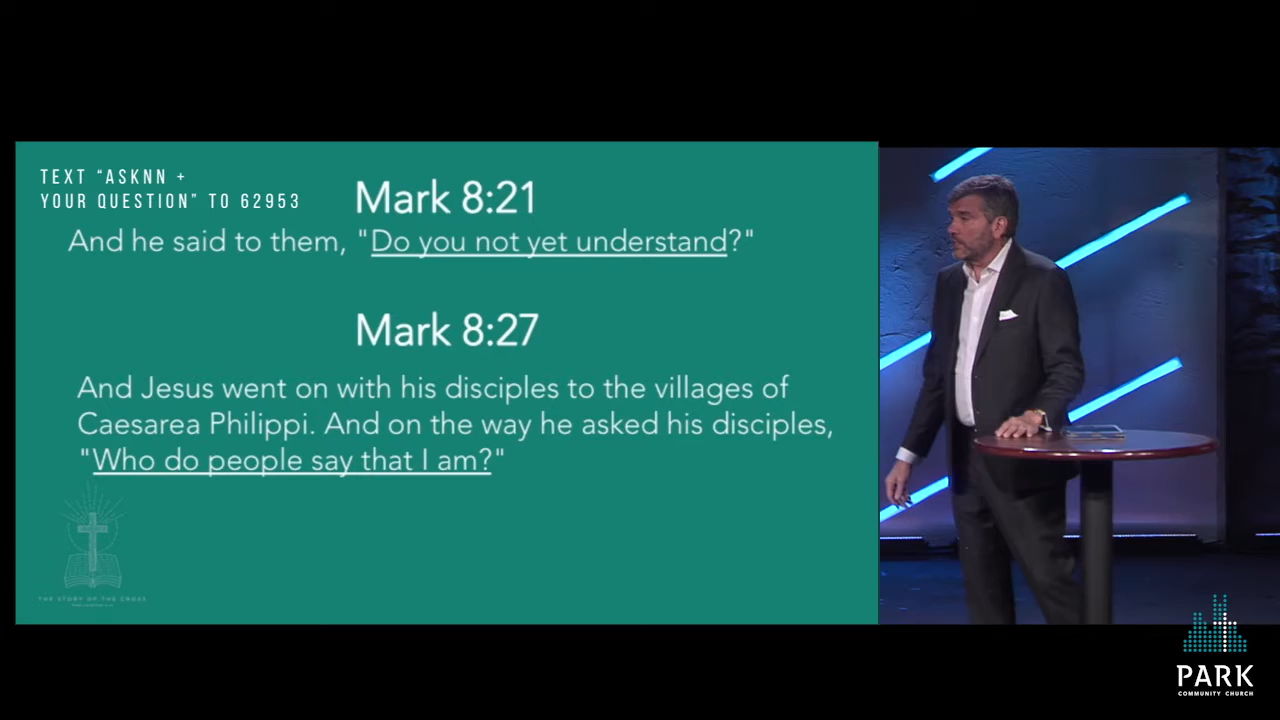 TEXT "ASKNN +
YOUR QUESTION" TO 62953
Mark 8:21
And he said to them, "Do you not yet understand?"
Mark 8:27
And Jesus went on with his disciples to the villages of
Caesarea Philippi. And on the way he asked his disciples,
"Who do people say that I am?"
THE STORY OF THE CROSS
PARK
COMMUNITY CHURCH